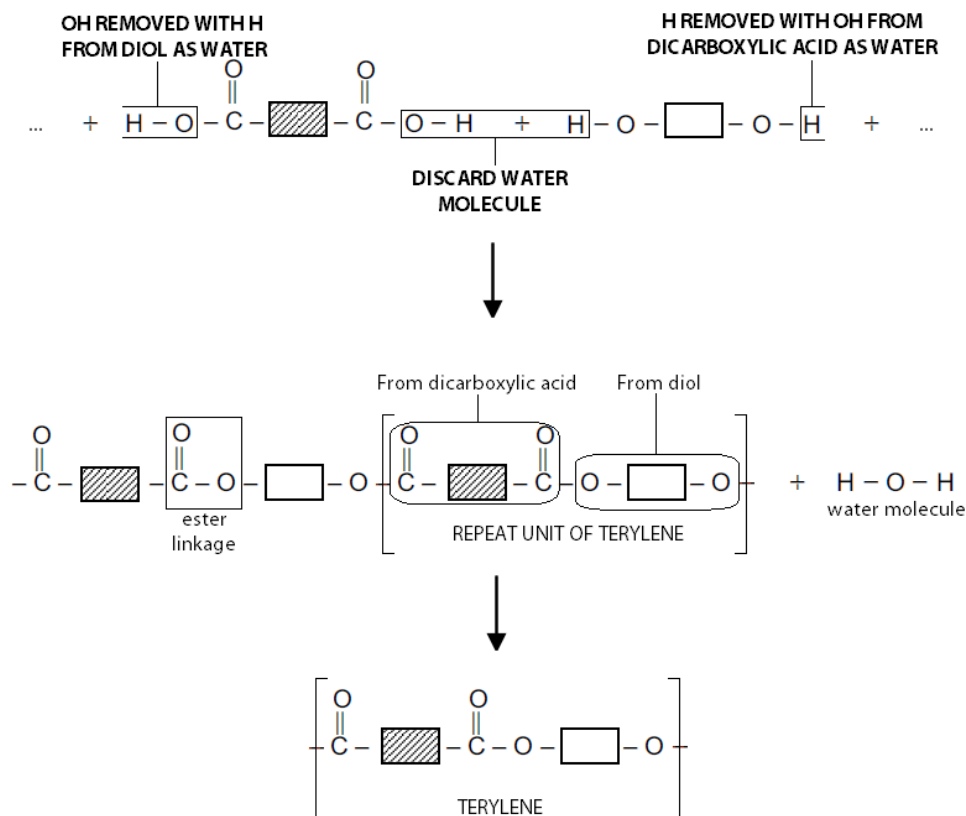 OH REMOVED WITH H
FROM DIOL AS WATER
H REMOVED WITH OH FROM
DICARBOXYLIC ACID AS WATER
O O
... + H – O – C – – C – O – H + H – O – – O – H + ...
DISCARD WATER
MOLECULE
From dicarboxylic acid From diol
O O O O
– C – – C – O – – O – C – – C – O – – O – + H – O – H
ester
linkage
REPEAT UNIT OF TERYLENE
water molecule
O O
– C – – C – O – – O –
TERYLENE